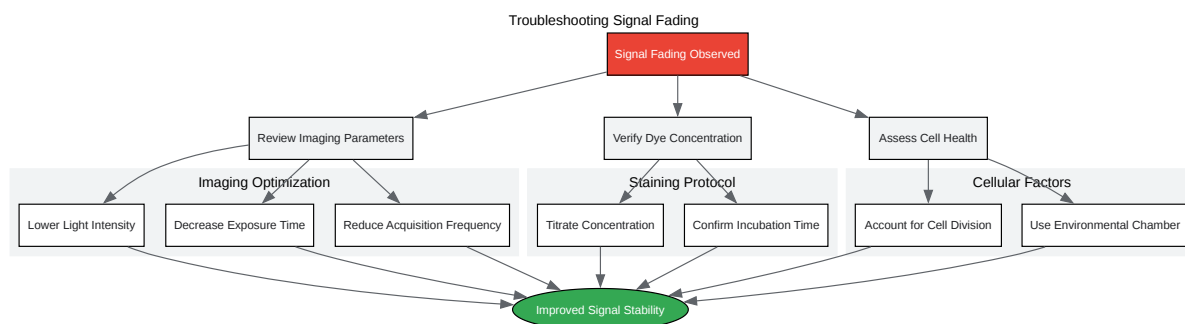 Troubleshooting Signal Fading
Signal Fading Observed
Review Imaging Parameters
Verify Dye Concentration
Assess Cell Health
Imaging Optimization
Staining Protocol
Cellular Factors
Lower Light Intensity
Decrease Exposure Time
Reduce Acquisition Frequency
Titrate Concentration
Confirm Incubation Time
Account for Cell Division
Use Environmental Chamber
Improved Signal Stability